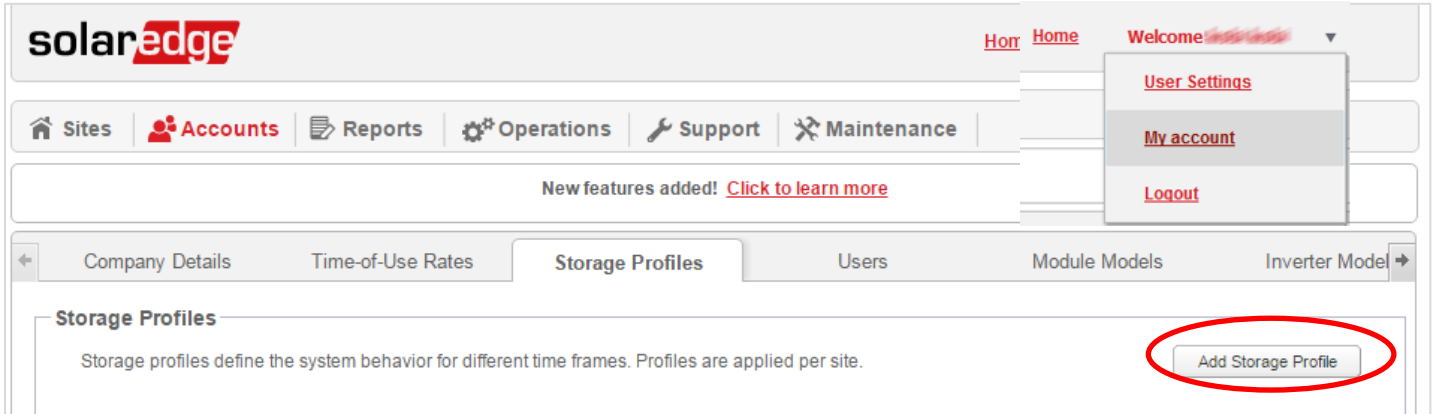 solaredge
Hom
Home Welcome
User Settings
My account
Logout
Sites Accounts Reports Operations Support Maintenance
New features added! Click to learn more
Company Details Time-of-Use Rates Storage Profiles Users Module Models Inverter Model
Storage Profiles
Storage profiles define the system behavior for different time frames. Profiles are applied per site.
Add Storage Profile